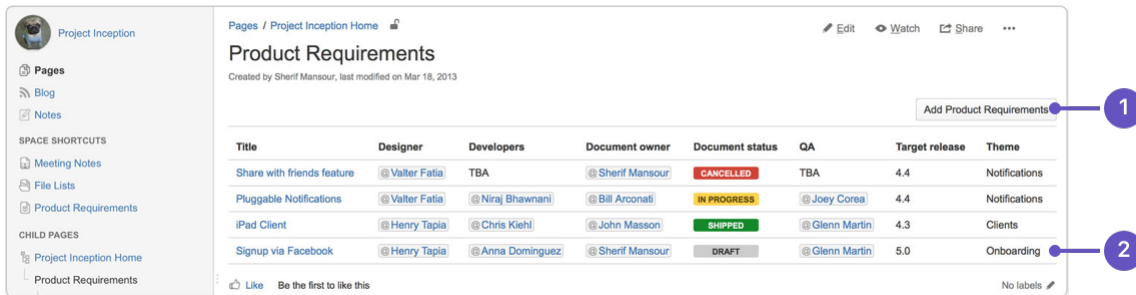 Project Inception
Pages
Blog
Notes
SPACE SHORTCUTS
Meeting Notes
File Lists
Product Requirements
CHILD PAGES
Project Inception Home
Product Requirements
Pages / Project Inception Home
Edit Watch Share •••
Product Requirements
Created by Sherif Mansour, last modified on Mar 18, 2013
Add Product Requirements 1
Title Designer Developers Document owner Document status QA Target release Theme
Share with friends feature @Valter Fatia TBA @Sherif Mansour CANCELLED TBA 4.4 Notifications
Pluggable Notifications @Valter Fatia @Niraj Bhawnani @Bill Arconati IN PROGRESS @Joey Corea 4.4 Notifications
iPad Client @Henry Tapia @Chris Kiehl @John Masson SHIPPED @Glenn Martin 4.3 Clients
Signup via Facebook @Henry Tapia @Anna Dominguez @Sherif Mansour DRAFT @Glenn Martin 5.0 Onboarding 2
Like Be the first to like this No labels